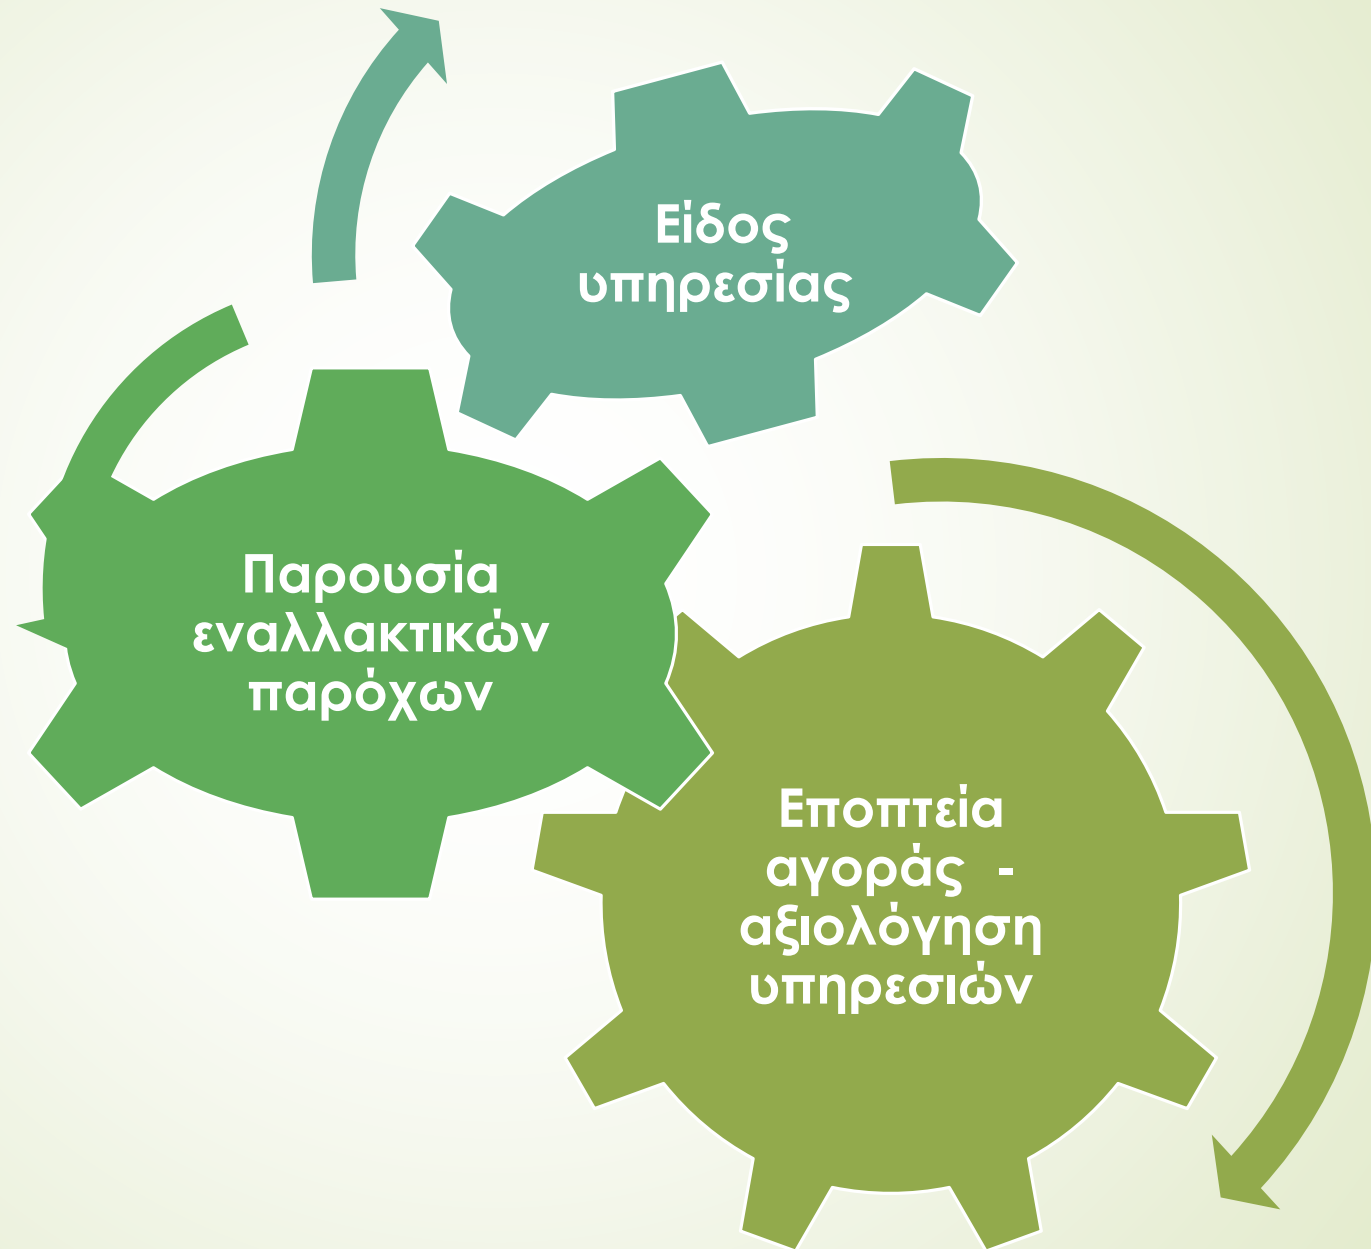 Είδος
υπηρεσίας
Παρουσία
εναλλακτικών
παρόχων
Εποπτεία
αγοράς -
αξιολόγηση
υπηρεσιών